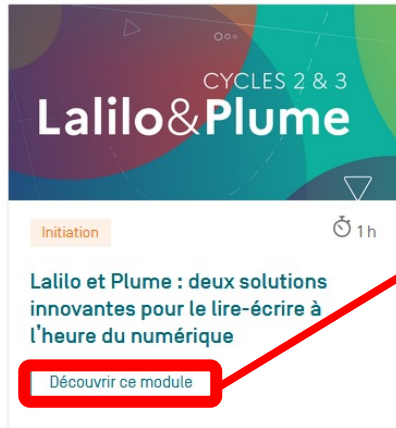 CYCLES 2 & 3
Lalilo&Plume
Initiation
1 h
Lalilo et Plume : deux solutions
innovantes pour le lire-écrire à
l'heure du numérique
Découvrir ce module